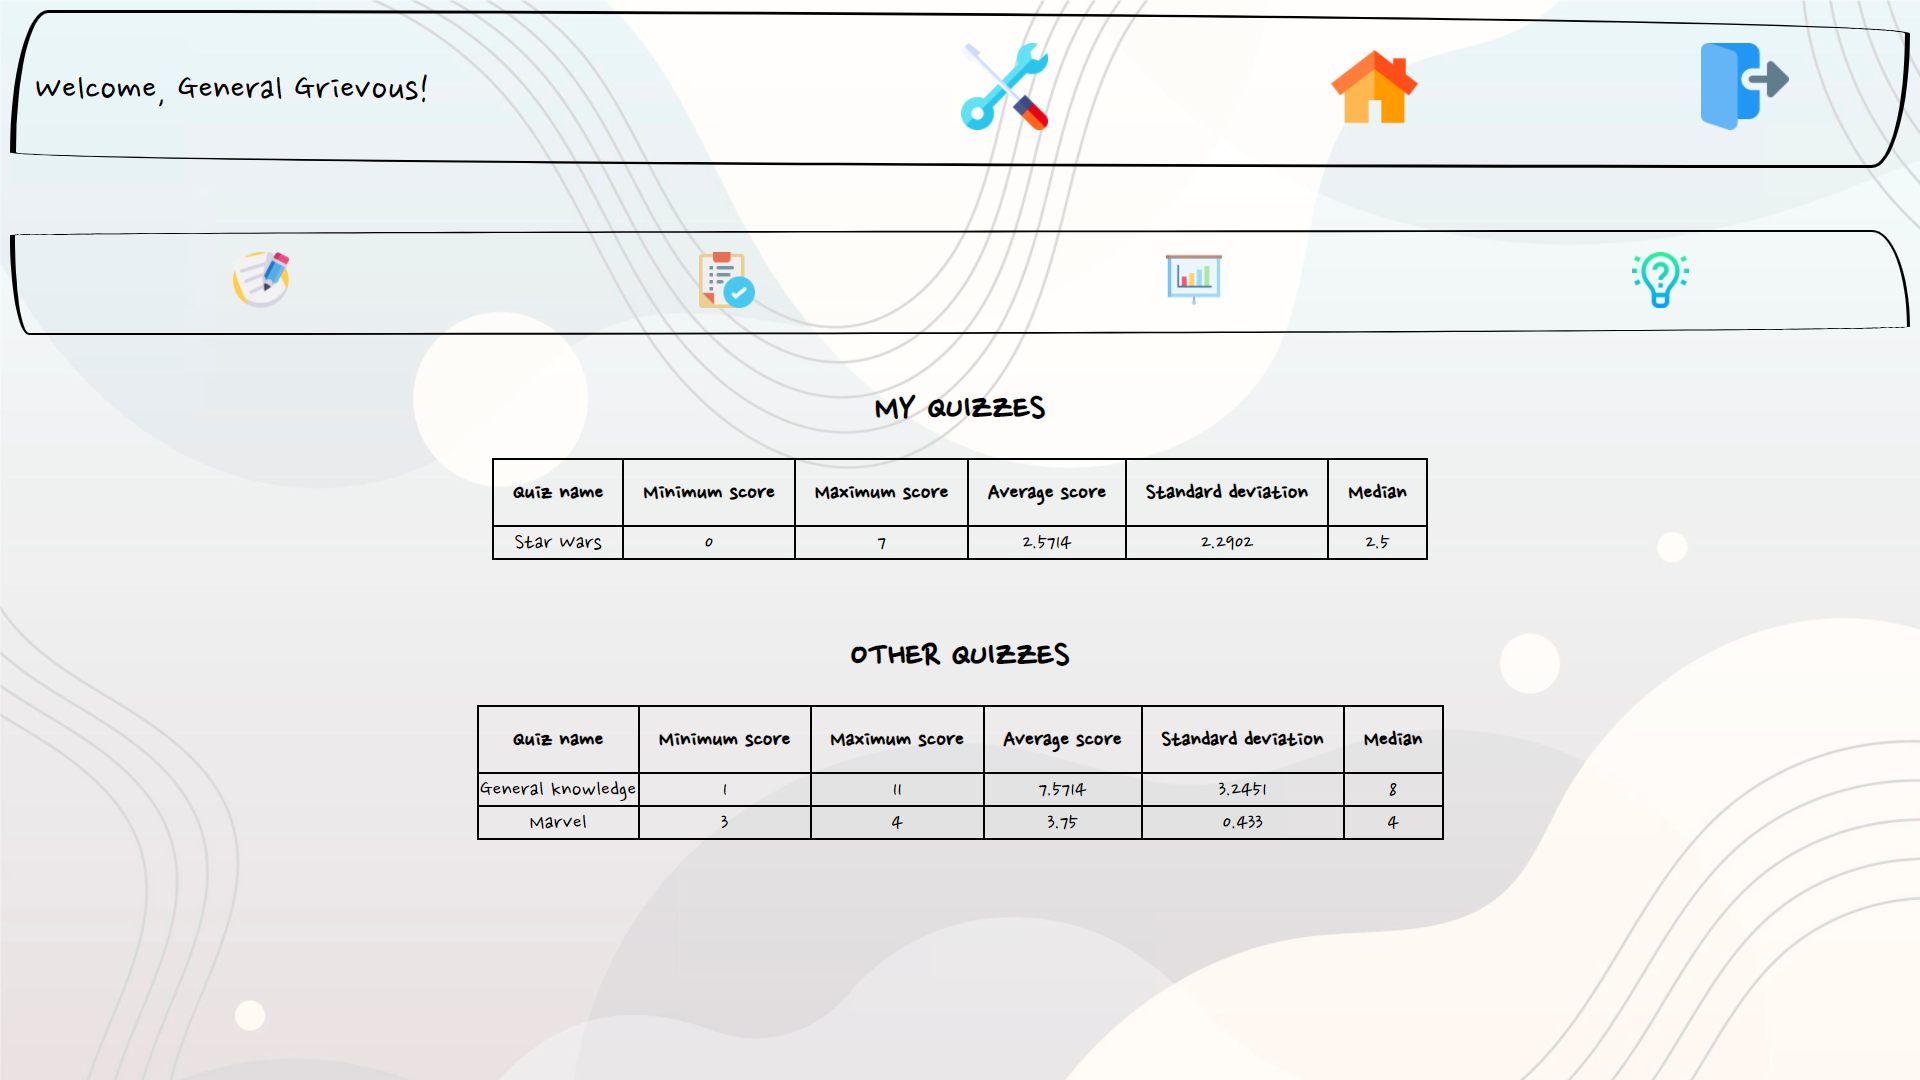 Welcome, General Grievous!
MY QUIZZES
Quiz name Minimum score Maximum score Average score Standard deviation Median
Star Wars 0 7 2.5714 2.2902 2.5
OTHER QUIZZES
Quiz name Minimum score Maximum score Average score Standard deviation Median
General knowledge 1 11 7.5714 3.2451 8
Marvel 3 4 3.75 0.433 4